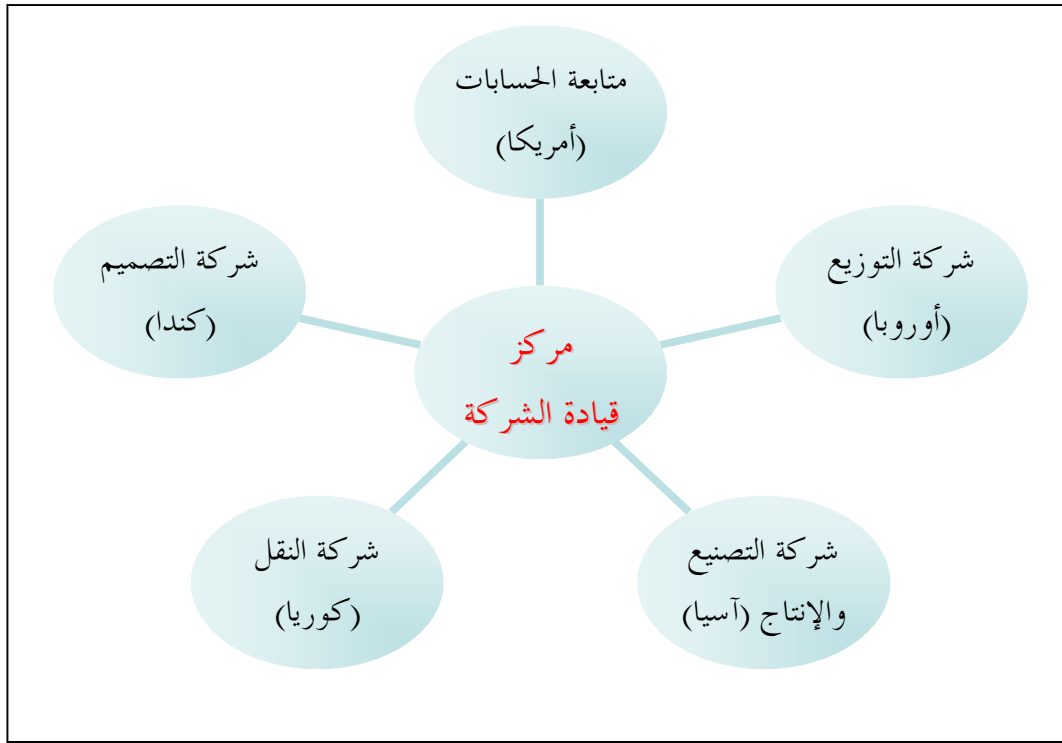 متابعة الحسابات
(أمريكا)
شركة التوزيع
(أوروبا)
شركة التصميم
(كندا)
مركز
قيادة الشركة
شركة التصنيع
والإنتاج (آسيا)
شركة النقل
(كوريا)